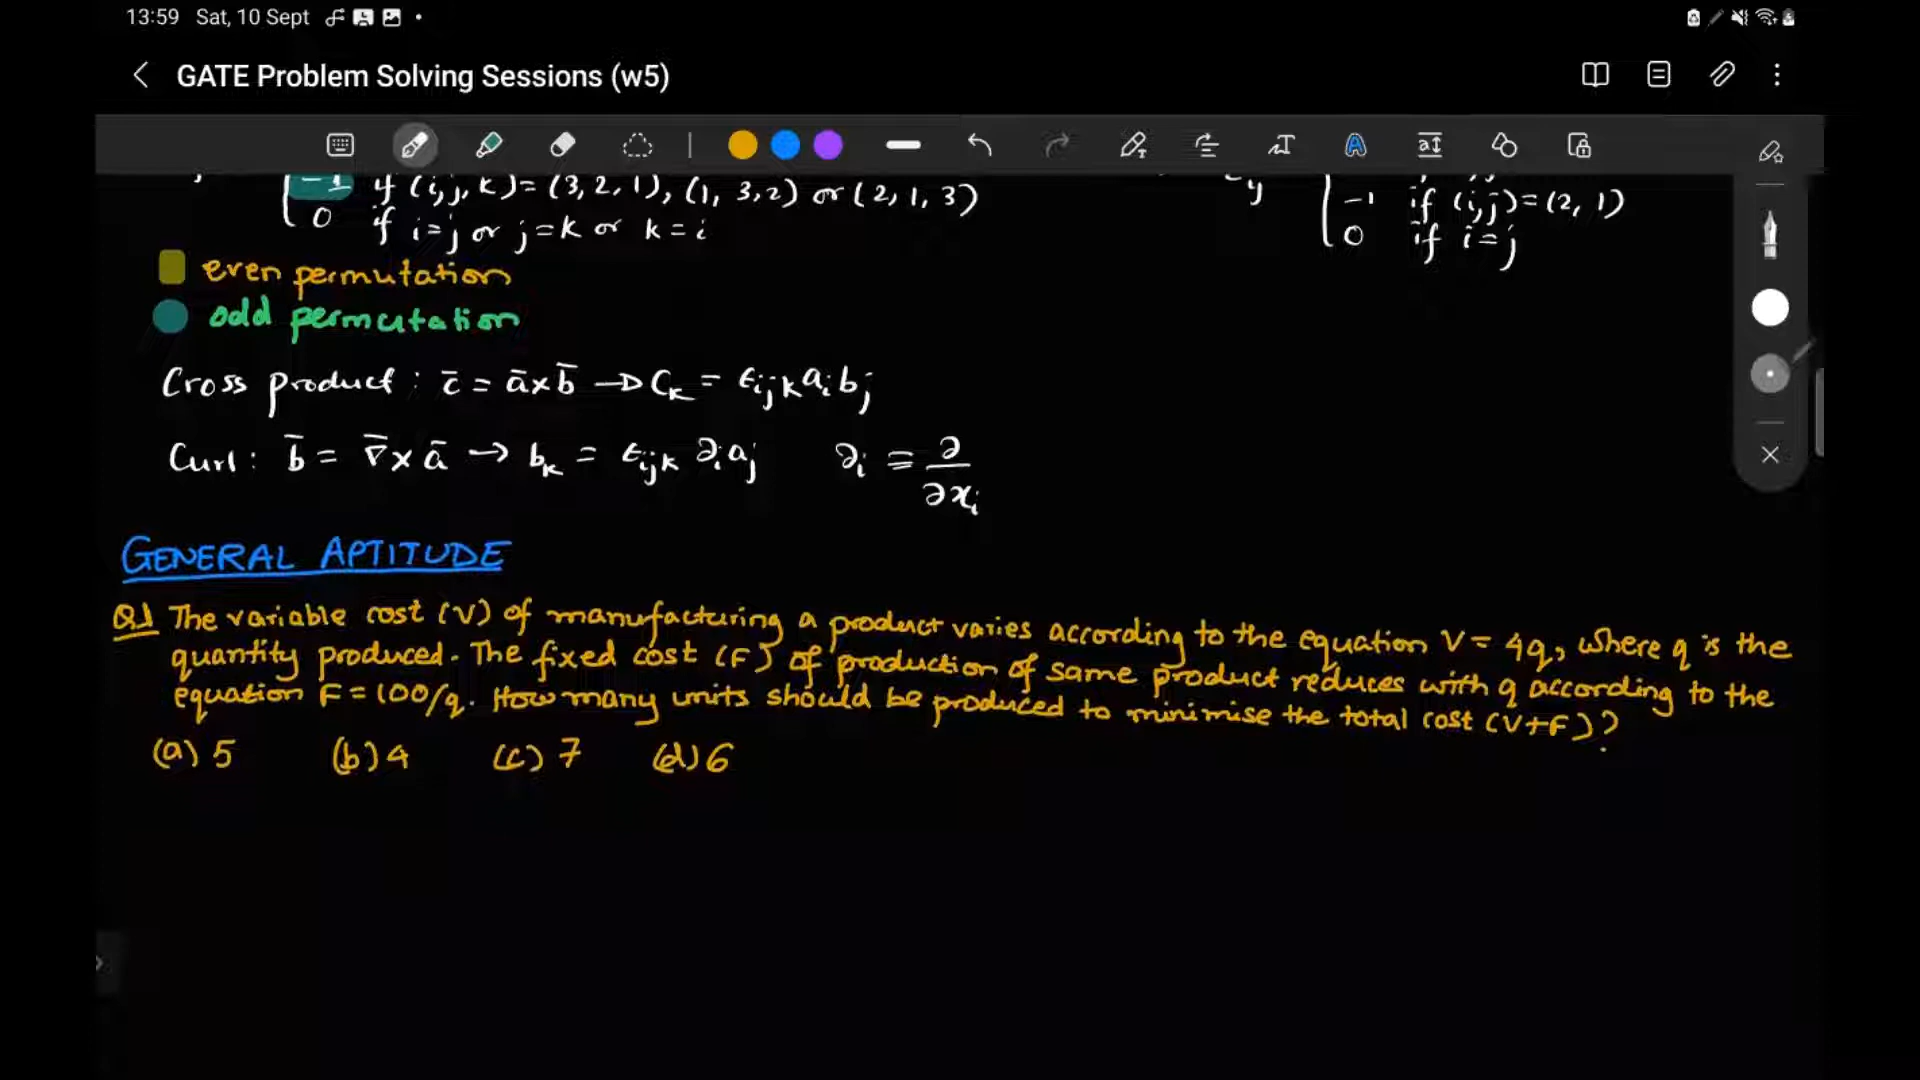 13:59 Sat, 10 Sept
GATE Problem Solving Sessions (w5)
-1 if (i,j,k)=(3,2,1), (1,3,2) or (2,1,3)
0 if i=j or j=k or k=i
-1 if (i,j)=(2,1)
0 if i=j
even permutation
odd permutation
Cross product: c̄ = ā×b̄ → Cₖ = ϵᵢⱼₖaᵢbⱼ
Curl: b̄ = ∇̄×ā → bₖ = ϵᵢⱼₖ ∂ᵢaⱼ ∂ᵢ ≡ ∂/∂xᵢ
GENERAL APTITUDE
Q1 The variable cost (V) of manufacturing a product varies according to the equation V = 4q, where q is the
quantity produced. The fixed cost (F) of production of same product reduces with q according to the
equation F = 100/q. How many units should be produced to minimise the total cost (V+F)?
(a) 5 (b) 4 (c) 7 (d) 6